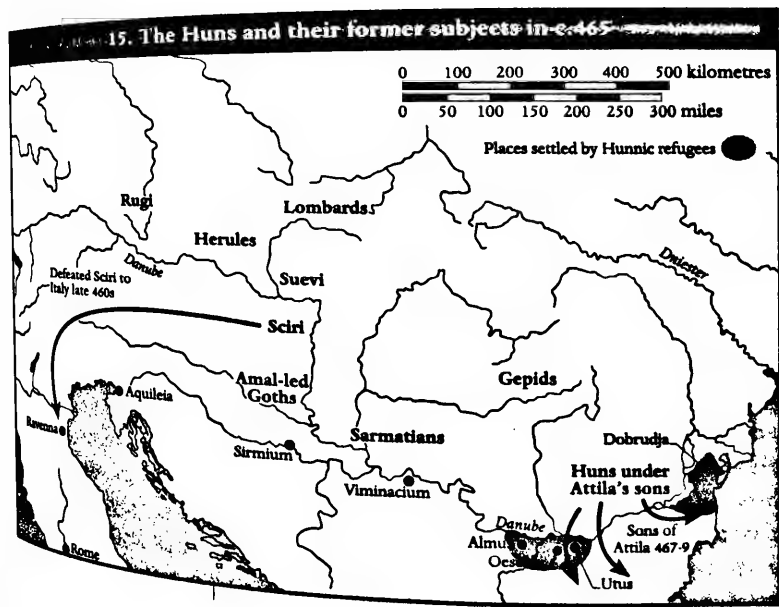 15. The Huns and their former subjects in c.465
0 100 200 300 400 500 kilometres
0 50 100 150 200 250 300 miles
Places settled by Hunnic refugees
Rugi
Lombards
Herules
Danube
Dniester
Defeated Sciri to
Italy late 460s
Suevi
Sciri
Amal-led
Goths
Gepids
Aquileia
Ravenna
Sarmatians
Dobrudja
Sirmium
Huns under
Attila's sons
Viminacium
Danube
Sons of
Attila 467-9
Almus
Oes
Rome
Utus